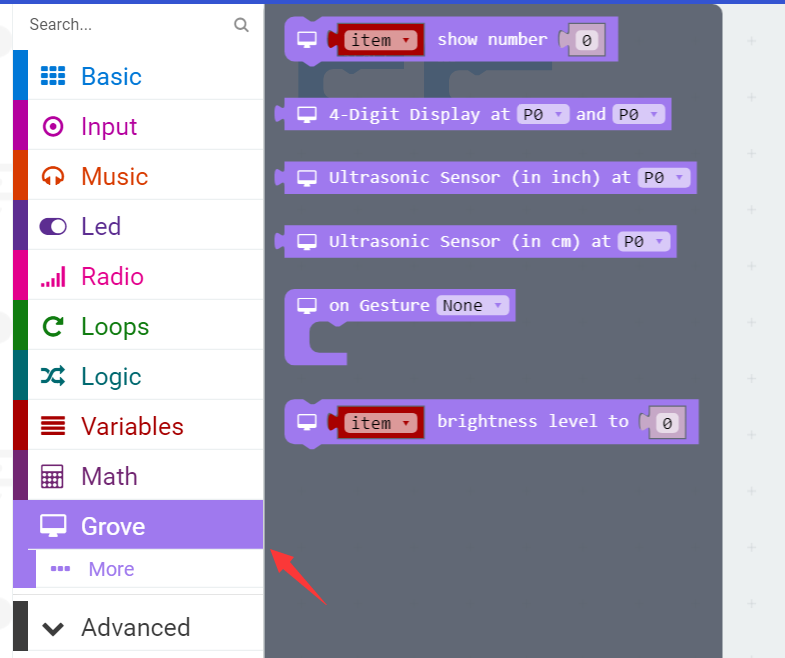 Search...
Basic
Input
Music
Led
Radio
Loops
Logic
Variables
Math
Grove
More
Advanced
item show number 0
4-Digit Display at P0 and P0
Ultrasonic Sensor (in inch) at P0
Ultrasonic Sensor (in cm) at P0
on Gesture None
item brightness level to 0